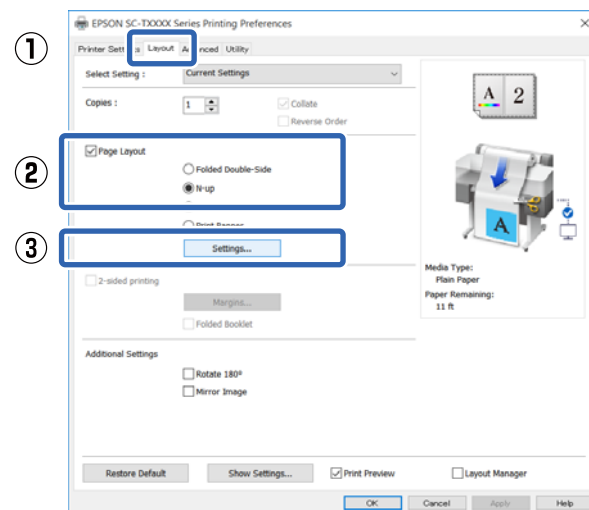 EPSON SC-TXXXX Series Printing Preferences
1
Layout
Utility
Select Setting :
Current Settings
Copies :
1
Collate
Reverse Order
2
Page Layout
Folded Double-Side
N-up
Print Banner
3
Settings...
2-sided printing
Margins...
Folded Booklet
Additional Settings
Rotate 180°
Mirror Image
A 2
A
Media Type:
Plain Paper
Paper Remaining:
11 ft
Restore Default
Show Settings...
Print Preview
Layout Manager
OK
Cancel
Apply
Help